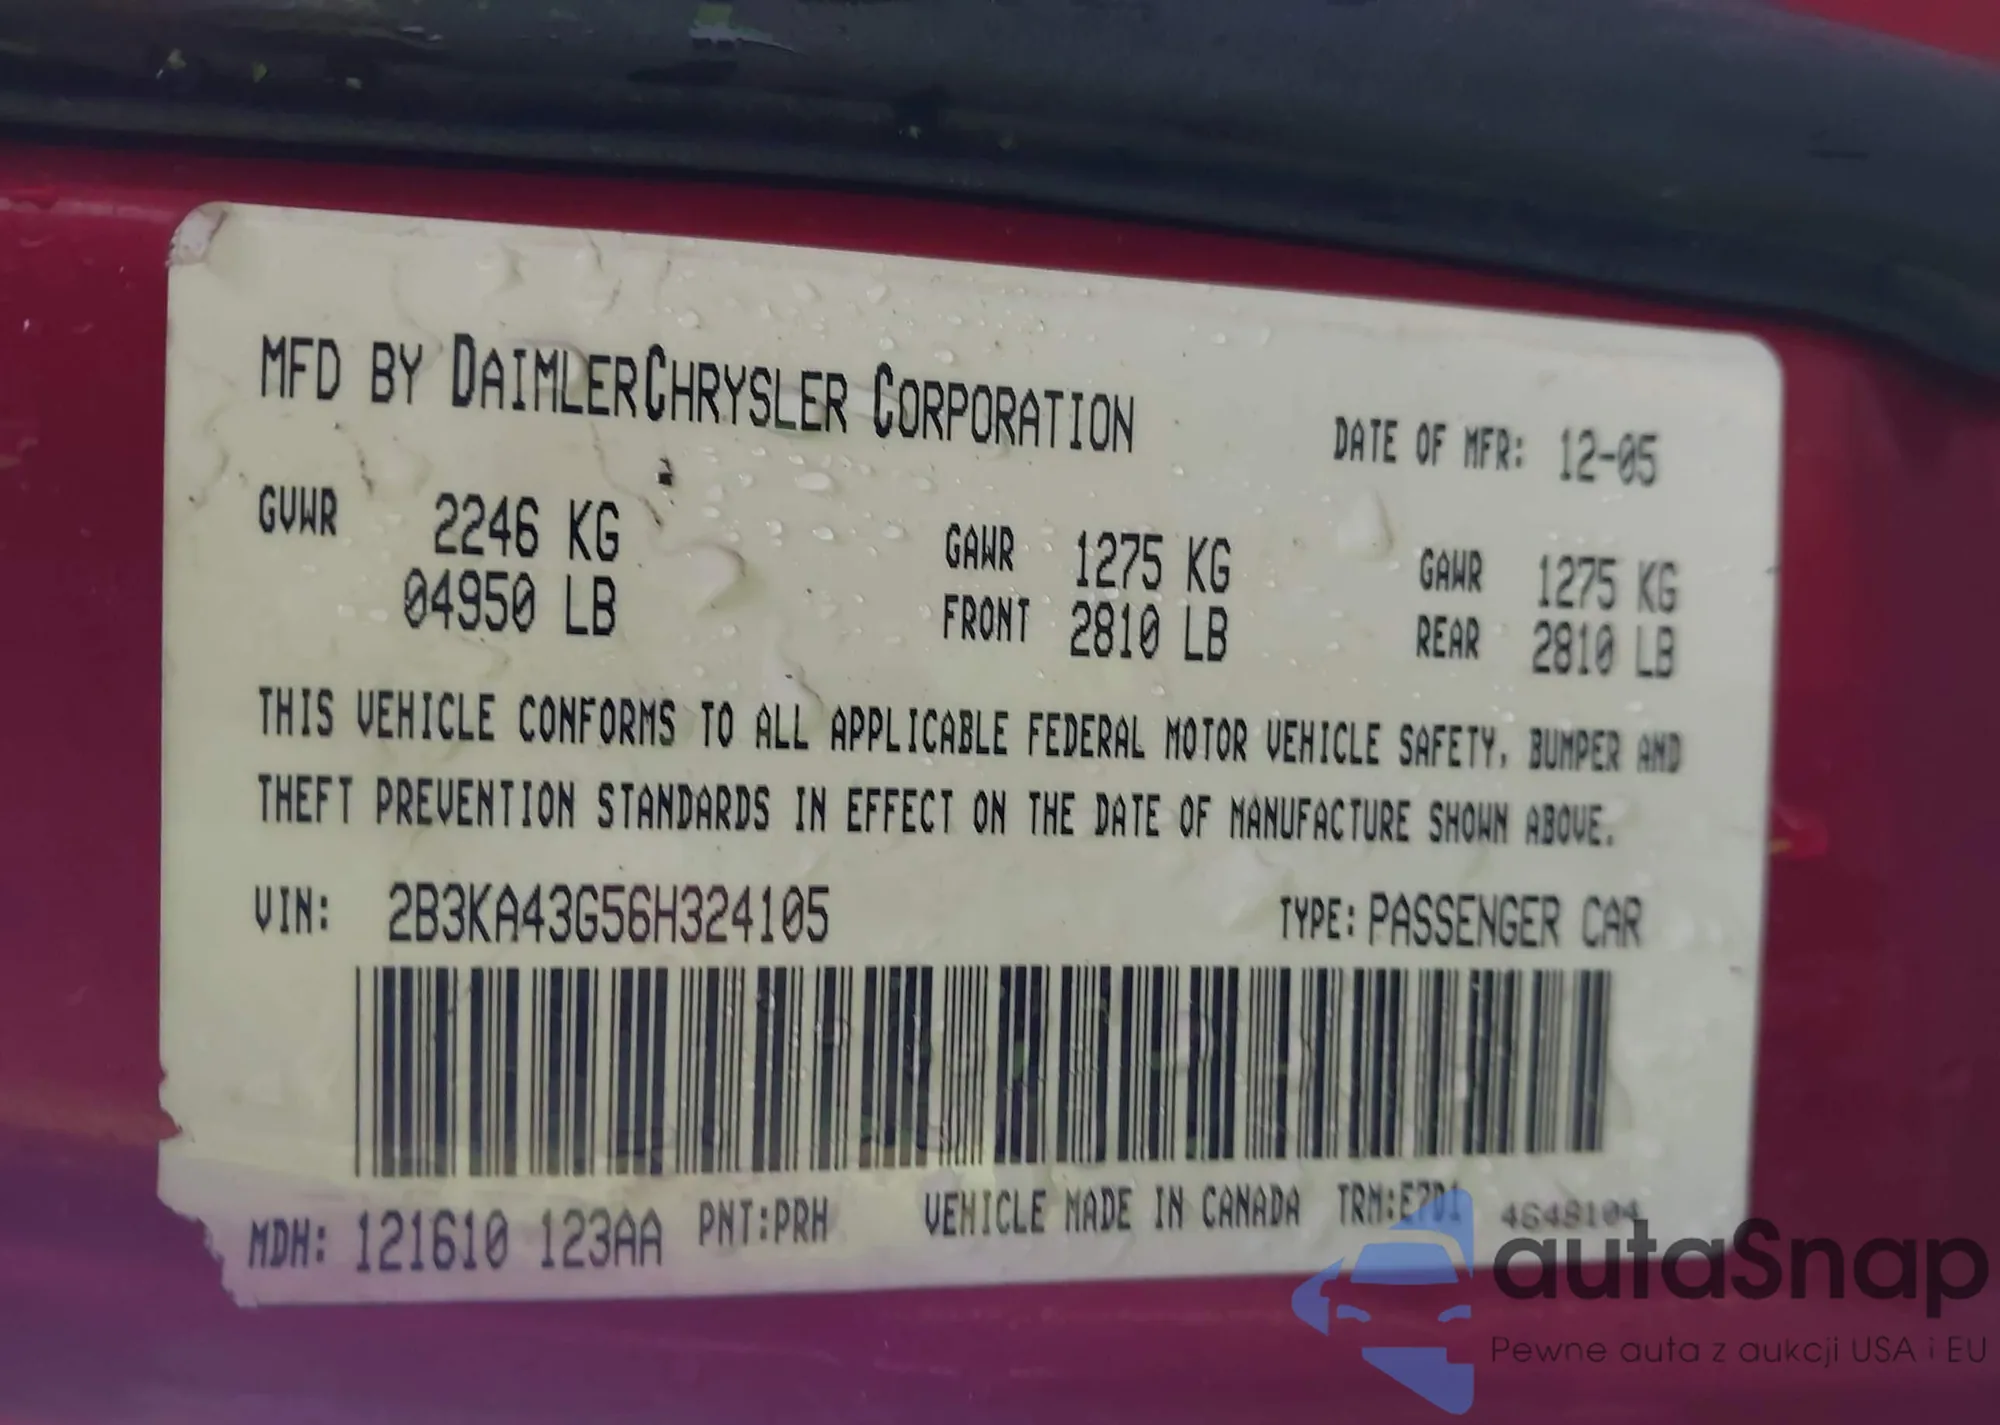 MFD BY DAIMLERCHRYSLER CORPORATION
DATE OF MFR: 12-05
GVWR 2246 KG
04950 LB
GAWR 1275 KG
FRONT 2810 LB
GAWR 1275 KG
REAR 2810 LB
THIS VEHICLE CONFORMS TO ALL APPLICABLE FEDERAL MOTOR VEHICLE SAFETY, BUMPER AND
THEFT PREVENTION STANDARDS IN EFFECT ON THE DATE OF MANUFACTURE SHOWN ABOVE.
VIN: 2B3KA43G56H324105
TYPE: PASSENGER CAR
MDH: 121610 123AA PNT:PRH VEHICLE MADE IN CANADA TRM:E7D1 4648104
autaSnap
Pewne auta z aukcji USA i EU